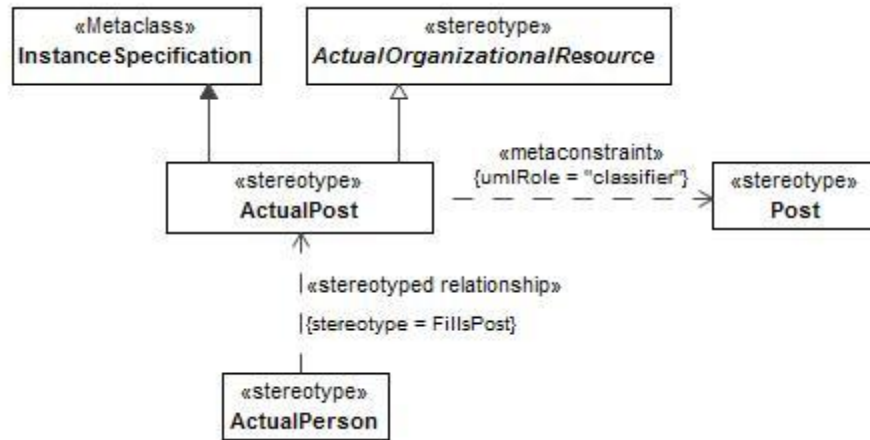 «Metaclass»
InstanceSpecification
«stereotype»
ActualOrganizationalResource
«metaconstraint»
{umlRole = "classifier"}
«stereotype»
ActualPost
«stereotype»
Post
«stereotyped relationship»
{stereotype = FillsPost}
«stereotype»
ActualPerson